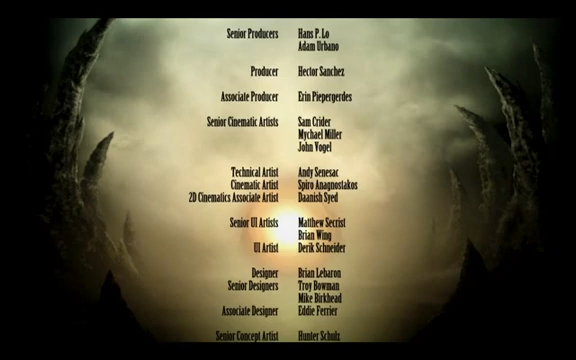 Senior Producers Hans P. Lo
Adam Urbano
Producer Hector Sanchez
Associate Producer Erin Piepergerdes
Senior Cinematic Artists Sam Crider
Mychael Miller
John Vogel
Technical Artist Andy Senesac
Cinematic Artist Spiro Anagnostakos
2D Cinematics Associate Artist Daanish Syed
Senior UI Artists Matthew Secrist
Brian Wing
UI Artist Derik Schneider
Designer Brian Lebaron
Senior Designers Troy Bowman
Mike Birkhead
Associate Designer Eddie Ferrier
Senior Concept Artist Hunter Schulz